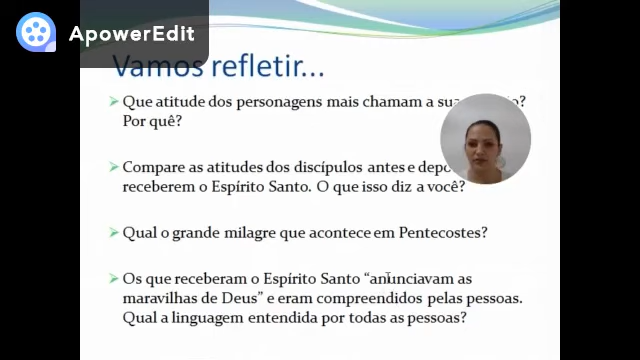 ApowerEdit
Vamos refletir...
Que atitude dos personagens mais chamam a sua
Por quê?
Compare as atitudes dos discípulos antes e
receberem o Espírito Santo. O que isso diz a você?
Qual o grande milagre que acontece em Pentecostes?
Os que receberam o Espírito Santo “anunciavam as
maravilhas de Deus” e eram compreendidos pelas pessoas.
Qual a linguagem entendida por todas as pessoas?